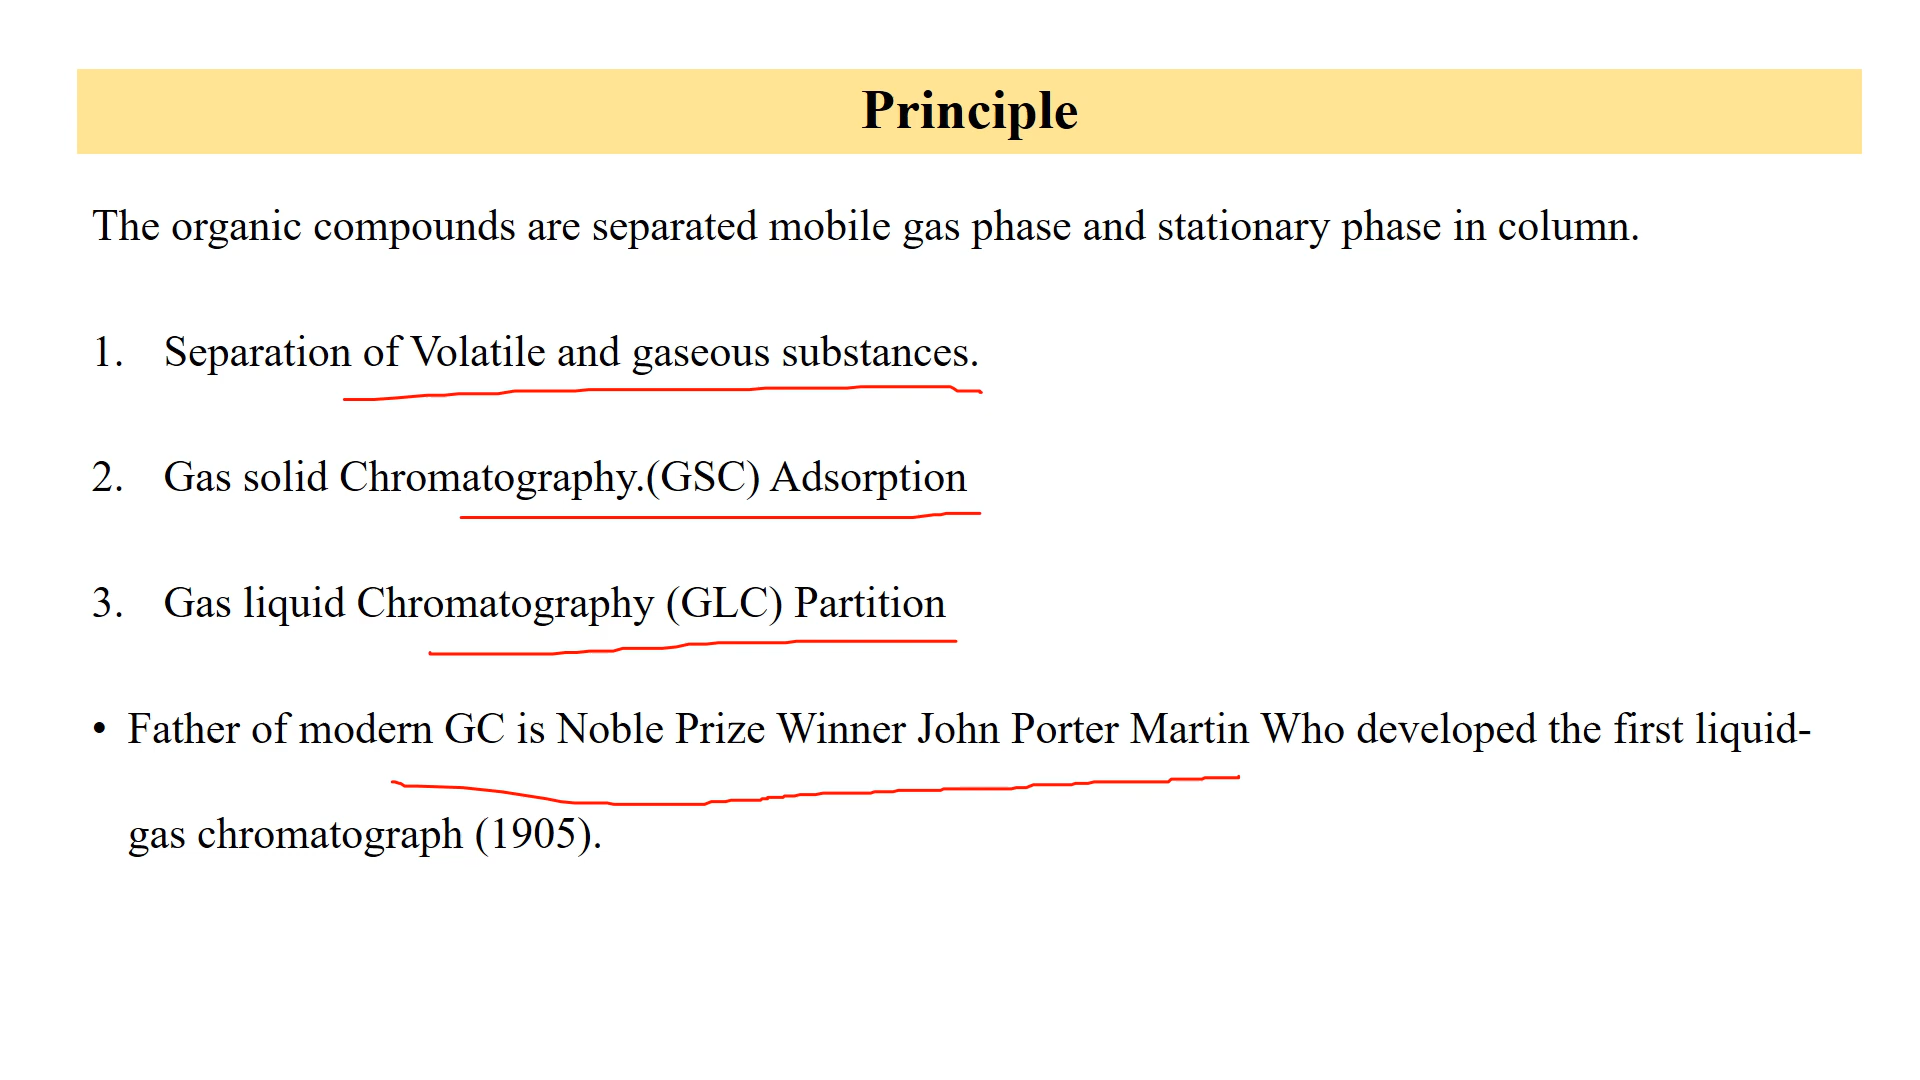 Principle
The organic compounds are separated mobile gas phase and stationary phase in column.
1. Separation of Volatile and gaseous substances.
2. Gas solid Chromatography.(GSC) Adsorption
3. Gas liquid Chromatography (GLC) Partition
• Father of modern GC is Noble Prize Winner John Porter Martin Who developed the first liquid-
gas chromatograph (1905).